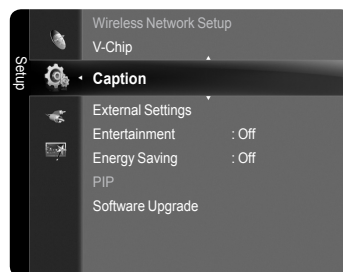 Setup
Wireless Network Setup
V-Chip
Caption
External Settings
Entertainment : Off
Energy Saving : Off
PIP
Software Upgrade